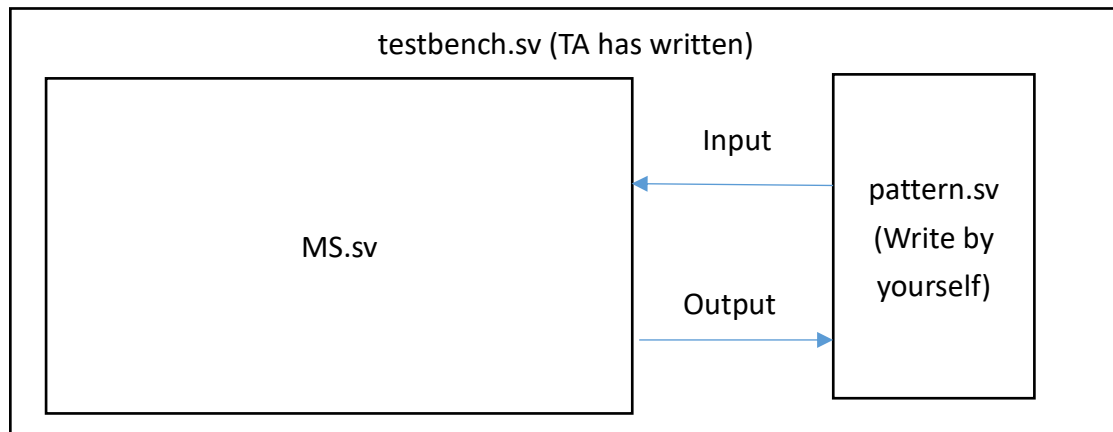 testbench.sv (TA has written)
Input
MS.sv
pattern.sv
(Write by
yourself)
Output